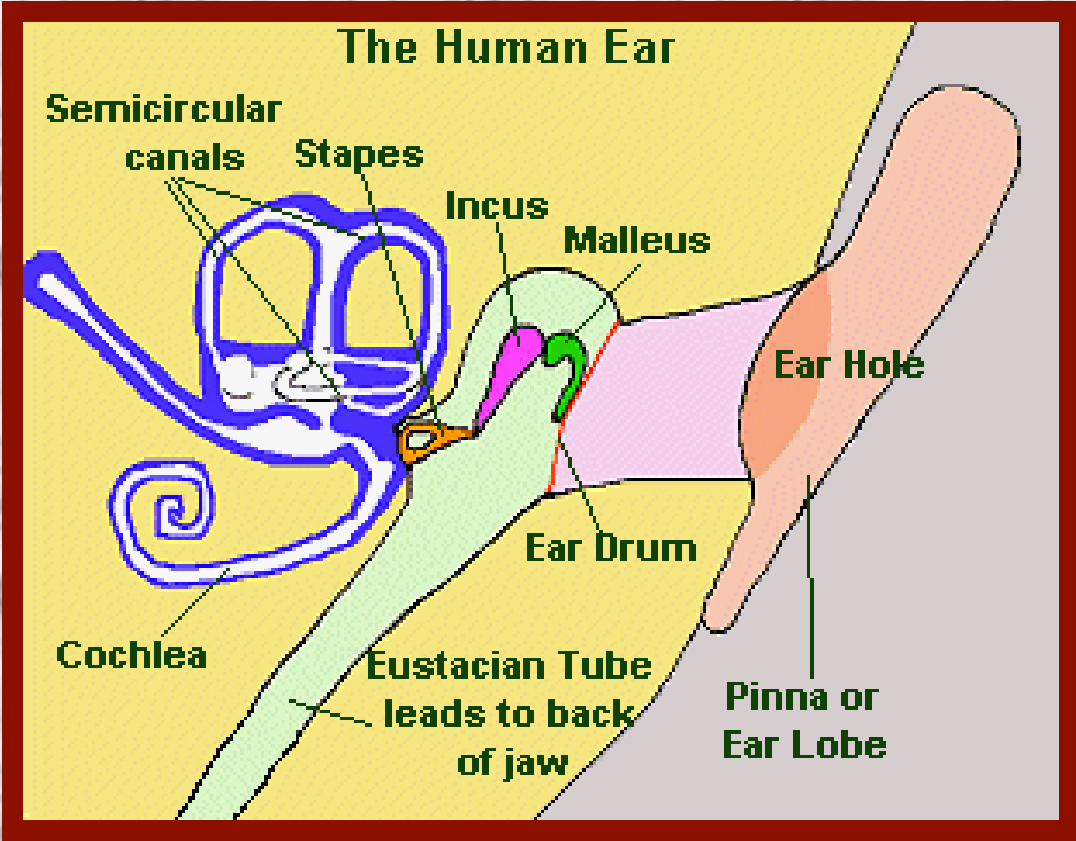 The Human Ear
Semicircular
canals
Stapes
Incus
Malleus
Ear Hole
Ear Drum
Cochlea
Eustacian Tube
leads to back
of jaw
Pinna or
Ear Lobe